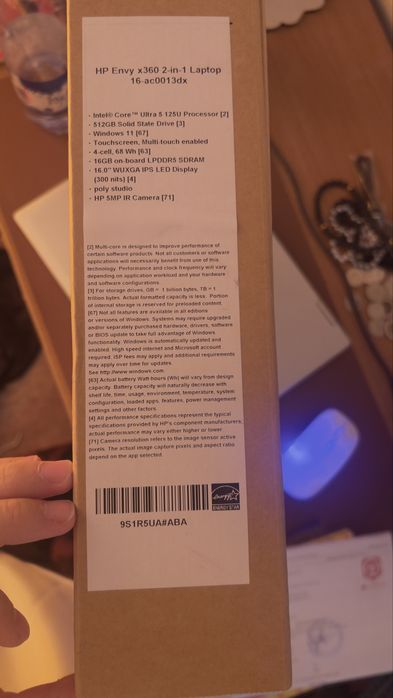 HP Envy x360 2-in-1 Laptop
16-ac0013dx
- Intel® Core™ Ultra 5 125U Processor [2]
- 512GB Solid State Drive [3]
- Windows 11 [67]
- Touchscreen, Multi-touch enabled
- 4-cell, 68 Wh [63]
- 16GB on-board LPDDR5 SDRAM
- 16.0" WUXGA IPS LED Display
(300 nits) [4]
- poly studio
- HP 5MP IR Camera [71]
[2] Multi-core is designed to improve performance of
certain software products. Not all customers or software
applications will necessarily benefit from use of this
technology. Performance and clock frequency will vary
depending on application workload and your hardware
and software configurations.
[3] For storage drives, GB = 1 billion bytes, TB = 1
trillion bytes. Actual formatted capacity is less. Portion
of internal storage is reserved for preloaded content.
[67] Not all features are available in all editions
or versions of Windows. Systems may require upgraded
and/or separately purchased hardware, drivers, software
or BIOS update to take full advantage of Windows
functionality. Windows is automatically updated and
enabled. High speed internet and Microsoft account
required. ISP fees may apply and additional requirements
may apply over time for updates.
See http://www.windows.com.
[63] Actual battery Watt-hours (Wh) will vary from design
capacity. Battery capacity will naturally decrease with
shelf life, time, usage, environment, temperature, system
configuration, loaded apps, features, power management
settings and other factors.
[4] All performance specifications represent the typical
specifications provided by HP's component manufacturers;
actual performance may vary either higher or lower.
[71] Camera resolution refers to the image sensor active
pixels. The actual image capture pixels and aspect ratio
depend on the app selected.
energy
ENERGY STAR
9S1R5UA#ABA